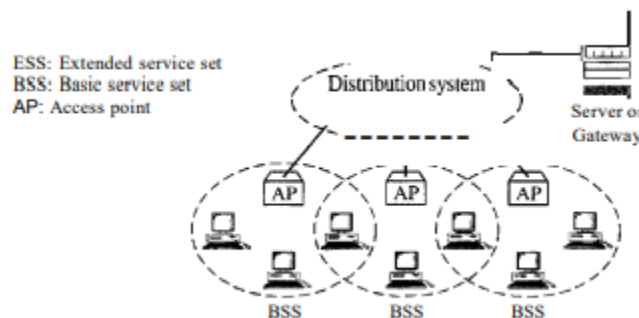 ESS: Extended service set
BSS: Basic service set
AP: Access point
Distribution system
Server or
Gateway
AP
AP
AP
BSS
BSS
BSS